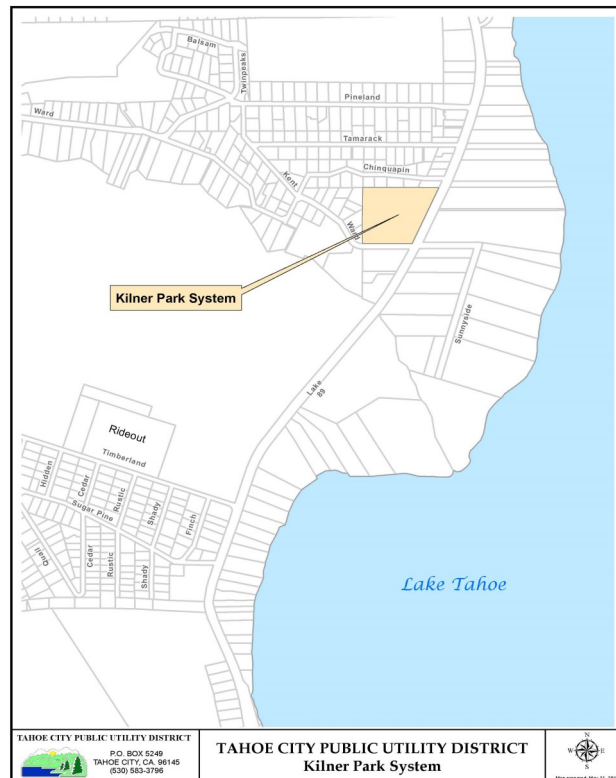 Balsam
Twinpeaks
Ward
Pineland
Tamarack
Chinquapin
Kent
Ward
Kilner Park System
Sunnyside
Lake
89
Rideout
Timberland
Hidden
Cedar
Rustic
Shady
Sugar Pine
Finch
Quail
Cedar
Rustic
Shady
Lake Tahoe
TAHOE CITY PUBLIC UTILITY DISTRICT
P.O. BOX 5249
TAHOE CITY, CA. 96145
(530) 583-3796
TAHOE CITY PUBLIC UTILITY DISTRICT
Kilner Park System
N
W
E
S